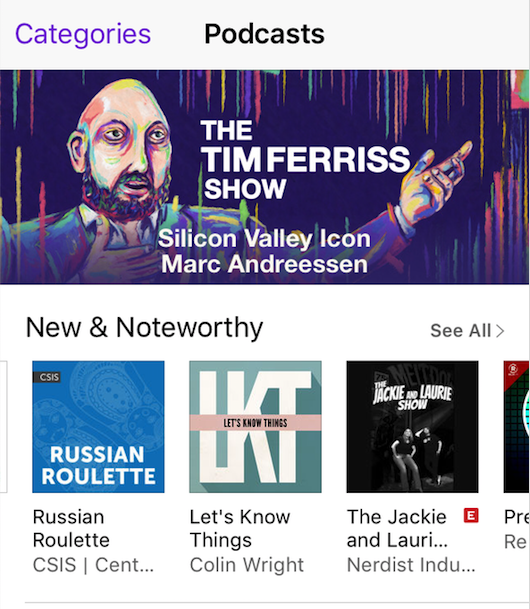 Categories
Podcasts
THE
TIM FERRISS
SHOW
Silicon Valley Icon
Marc Andreessen
New & Noteworthy
See All >
CSIS
RUSSIAN
ROULETTE
LET'S KNOW THINGS
LKT
THE
JACKIE AND LAURIE
SHOW
Russian
Roulette
CSIS | Cent...
Let's Know
Things
Colin Wright
The Jackie
E
and Lauri...
Nerdist Indu...
Pr
Re